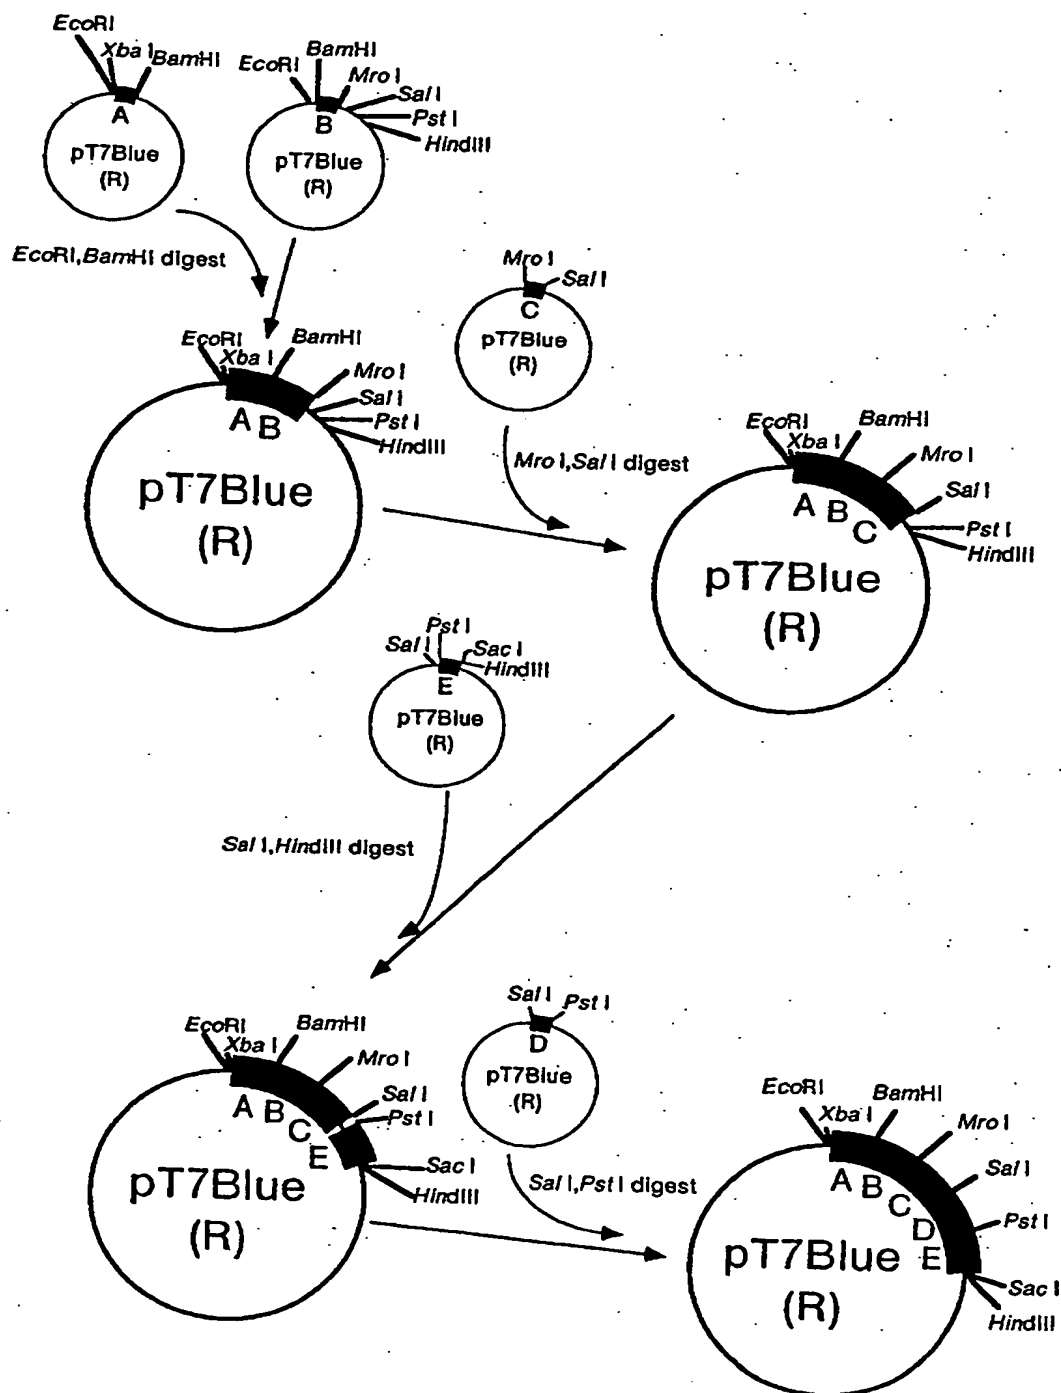 EcoRI
Xba I
BamHI
A
pT7Blue
(R)
EcoRI
BamHI
Mro I
Sal I
Pst I
HindIII
B
pT7Blue
(R)
EcoRI,BamHI digest
Mro I
Sal I
C
pT7Blue
(R)
Mro I,Sal I digest
EcoRI
Xba I
BamHI
Mro I
Sal I
Pst I
HindIII
A B
pT7Blue
(R)
EcoRI
Xba I
BamHI
Mro I
Sal I
Pst I
HindIII
A B C
pT7Blue
(R)
Sal I
Pst I
Sac I
HindIII
E
pT7Blue
(R)
Sal I,HindIII digest
EcoRI
Xba I
BamHI
Mro I
Sal I
Pst I
Sac I
HindIII
A B C E
pT7Blue
(R)
Sal I
Pst I
D
pT7Blue
(R)
Sal I,Pst I digest
EcoRI
Xba I
BamHI
Mro I
Sal I
Pst I
Sac I
HindIII
A B C D E
pT7Blue
(R)